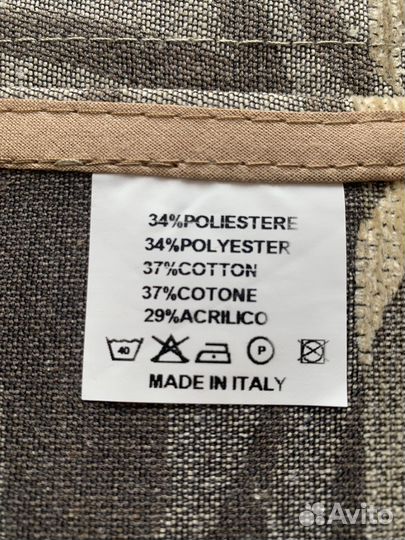 34%POLIESTERE
34%POLYESTER
37%COTTON
37%COTONE
29%ACRILICO
40 P
MADE IN ITALY
Avito